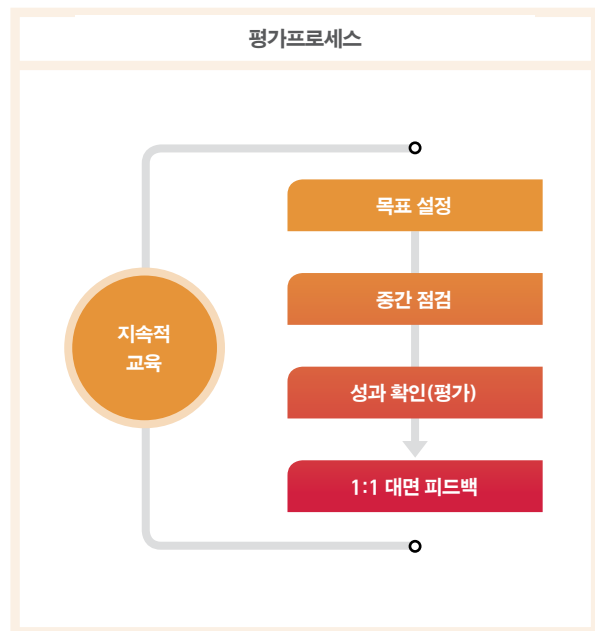 평가프로세스
목표 설정
중간 점검
지속적
교육
성과 확인(평가)
1:1 대면 피드백